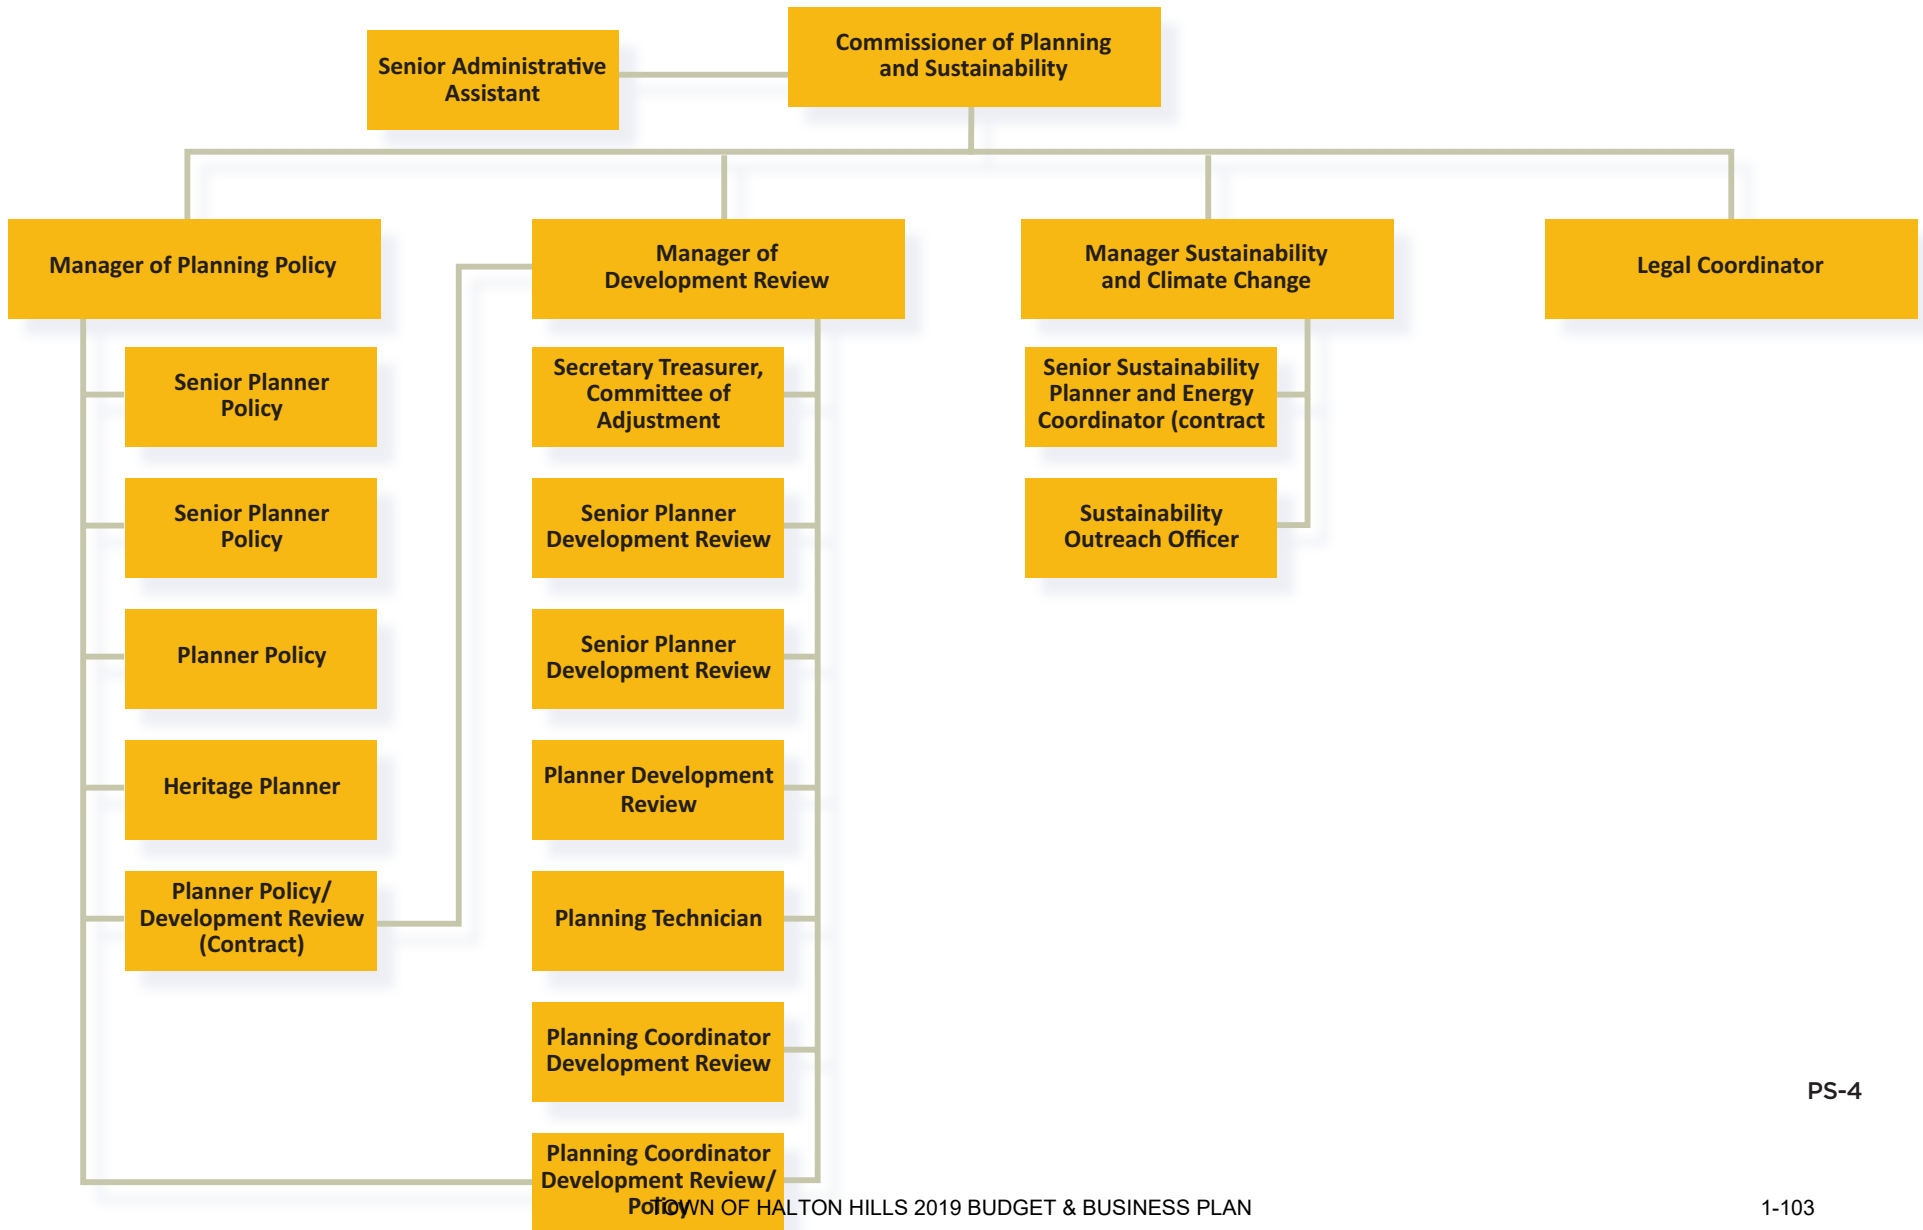 Commissioner of Planning
and Sustainability
Senior Administrative
Assistant
Manager of Planning Policy
Manager of
Development Review
Manager Sustainability
and Climate Change
Legal Coordinator
Senior Planner
Policy
Senior Planner
Policy
Planner Policy
Heritage Planner
Planner Policy/
Development Review
(Contract)
Secretary Treasurer,
Committee of
Adjustment
Senior Planner
Development Review
Senior Planner
Development Review
Planner Development
Review
Planning Technician
Planning Coordinator
Development Review
Planning Coordinator
Development Review/
Policy
Senior Sustainability
Planner and Energy
Coordinator (contract
Sustainability
Outreach Officer
PS-4
TOWN OF HALTON HILLS 2019 BUDGET & BUSINESS PLAN
1-103